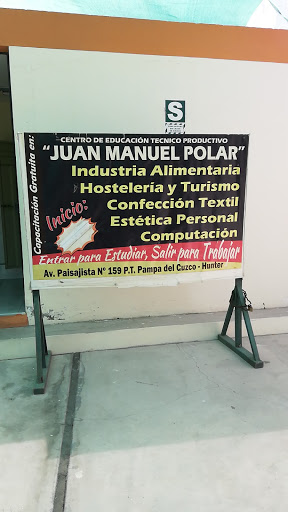 S
CENTRO DE EDUCACIÓN TECNICO PRODUCTIVO
"JUAN MANUEL POLAR"
Capacitación Gratuita en:
Industria Alimentaria
Hostelería y Turismo
Confección Textil
Estética Personal
Computación
Inicio:
Entrar para Estudiar, Salir para Trabajar
Av. Paisajista N° 159 P.T. Pampa del Cuzco - Hunter